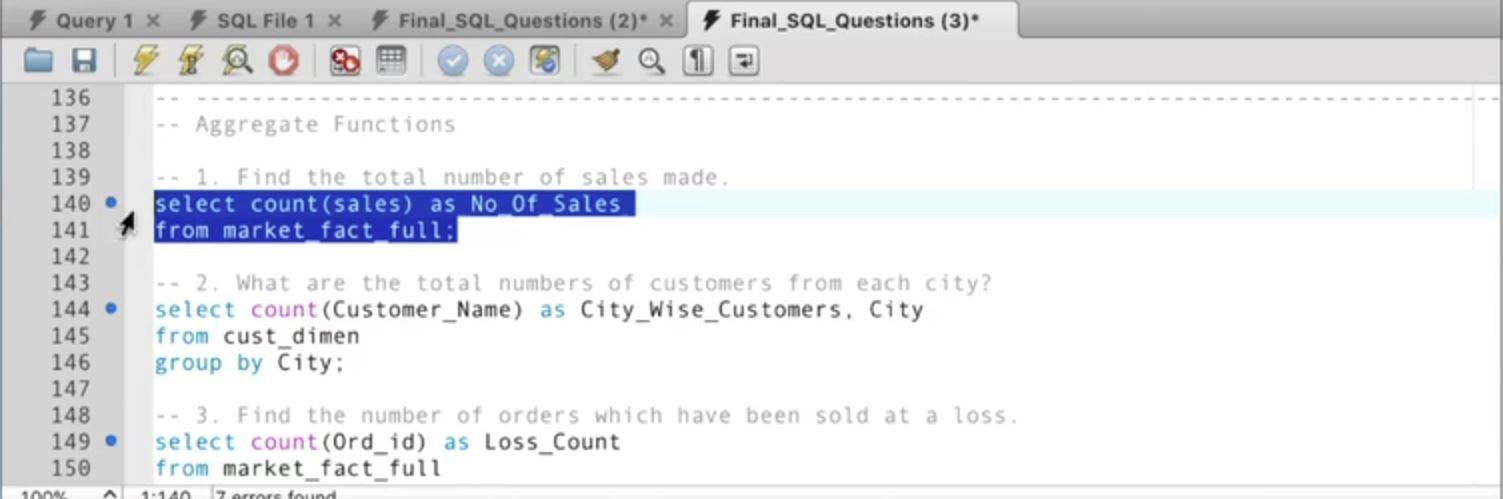 Query 1 SQL File 1 Final_SQL_Questions (2)* Final_SQL_Questions (3)*
136 -- --------------------------------------------------------------------------------
137 -- Aggregate Functions
138
139 -- 1. Find the total number of sales made.
140 select count(sales) as No_Of_Sales
141 from market_fact_full;
142
143 -- 2. What are the total numbers of customers from each city?
144 select count(Customer_Name) as City_Wise_Customers, City
145 from cust_dimen
146 group by City;
147
148 -- 3. Find the number of orders which have been sold at a loss.
149 select count(Ord_id) as Loss_Count
150 from market_fact_full
100% 1:140 7 errors found